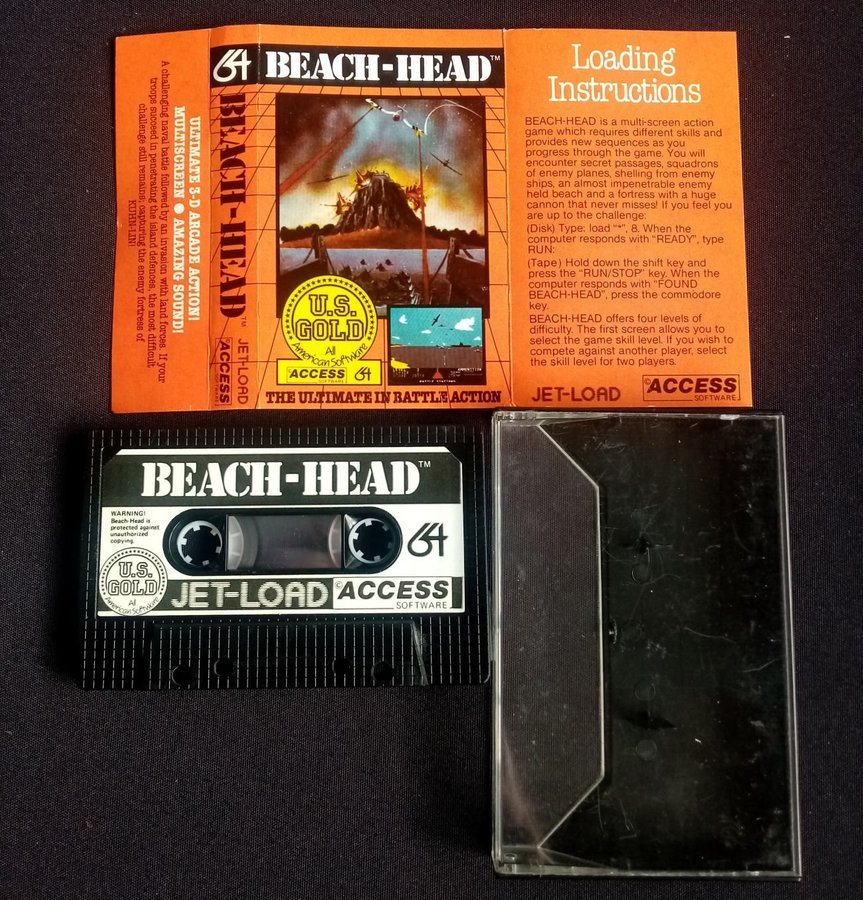 A challenging naval battle followed by an invasion with land forces. If your
troops succeed in penetrating the island defences, the most difficult
challenge still remains; capturing the enemy fortress of
KUHN-LIN!
ULTIMATE 3-D ARCADE ACTION!
MULTISCREEN ● AMAZING SOUND!
64
BEACH-HEAD™
JET-LOAD
©ACCESS
SOFTWARE
BEACH-HEAD™
U.S.
GOLD
All
American Software
©ACCESS
SOFTWARE
64
AMMUNITION
BATTLE STATIONS
THE ULTIMATE IN BATTLE ACTION
Loading
Instructions
BEACH-HEAD is a multi-screen action
game which requires different skills and
provides new sequences as you
progress through the game. You will
encounter secret passages, squadrons
of enemy planes, shelling from enemy
ships, an almost impenetrable enemy
held beach and a fortress with a huge
cannon that never misses! If you feel you
are up to the challenge:
(Disk) Type: load "*", 8. When the
computer responds with "READY", type
RUN:
(Tape) Hold down the shift key and
press the "RUN/STOP" key. When the
computer responds with "FOUND
BEACH-HEAD", press the commodore
key.
BEACH-HEAD offers four levels of
difficulty. The first screen allows you to
select the game skill level. If you wish to
compete against another player, select
the skill level for two players.
JET-LOAD
©ACCESS
SOFTWARE
BEACH-HEAD™
WARNING!
Beach-Head is
protected against
unauthorized
copying.
64
U.S.
GOLD
All
American Software
JET-LOAD
©ACCESS
SOFTWARE